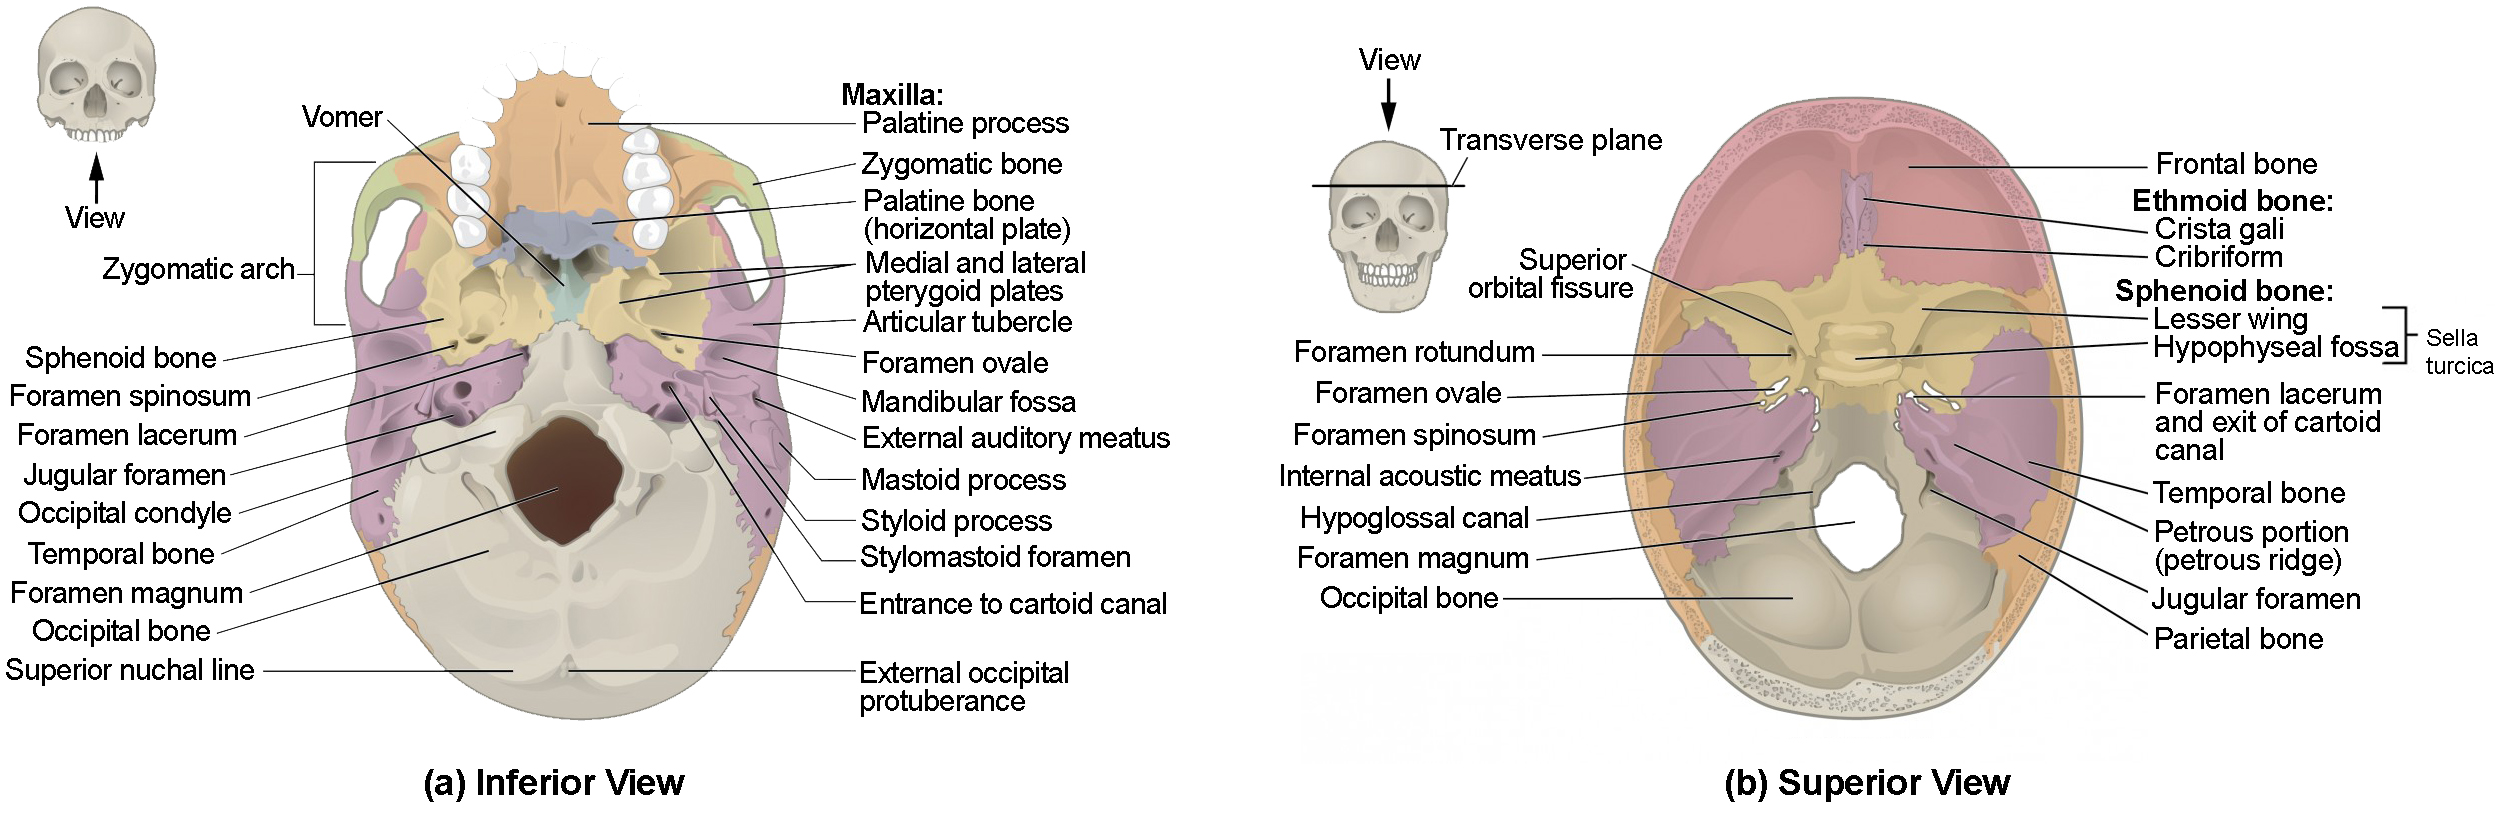 View
Vomer
Zygomatic arch
Sphenoid bone
Foramen spinosum
Foramen lacerum
Jugular foramen
Occipital condyle
Temporal bone
Foramen magnum
Occipital bone
Superior nuchal line
Maxilla:
Palatine process
Zygomatic bone
Palatine bone
(horizontal plate)
Medial and lateral
pterygoid plates
Articular tubercle
Foramen ovale
Mandibular fossa
External auditory meatus
Mastoid process
Styloid process
Stylomastoid foramen
Entrance to cartoid canal
External occipital
protuberance
(a) Inferior View
View
Transverse plane
Superior
orbital fissure
Foramen rotundum
Foramen ovale
Foramen spinosum
Internal acoustic meatus
Hypoglossal canal
Foramen magnum
Occipital bone
Frontal bone
Ethmoid bone:
Crista gali
Cribriform
Sphenoid bone:
Lesser wing
Hypophyseal fossa
Sella
turcica
Foramen lacerum
and exit of cartoid
canal
Temporal bone
Petrous portion
(petrous ridge)
Jugular foramen
Parietal bone
(b) Superior View